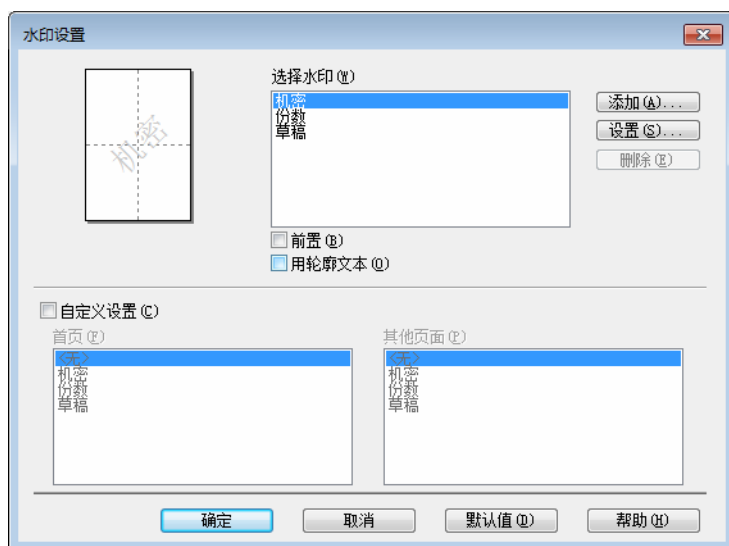 水印设置
选择水印(W)
机密
份数
草稿
添加(A)...
设置(S)...
删除(E)
机密
前置(B)
用轮廓文本(O)
自定义设置(C)
首页(F)
<无>
机密
份数
草稿
其他页面(P)
<无>
机密
份数
草稿
确定
取消
默认值(D)
帮助(H)